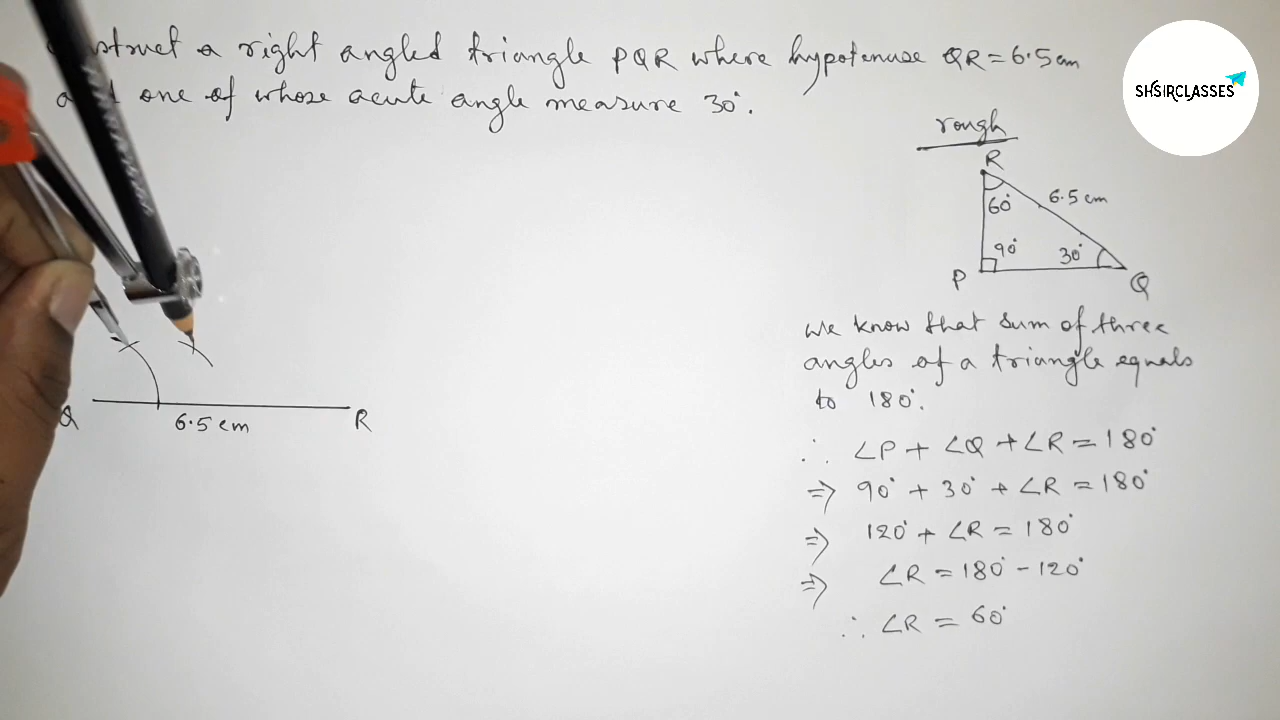 struct a right angled triangle PQR where hypotenuse QR = 6.5 cm
one of whose acute angle measure 30°.
SHSIRCLASSES
rough
R
60°
6.5 cm
90°
30°
P
Q
we know that sum of three
angles of a triangle equals
to 180°.
∴ ∠P + ∠Q + ∠R = 180°
⇒ 90° + 30° + ∠R = 180°
⇒ 120° + ∠R = 180°
⇒ ∠R = 180° - 120°
∴ ∠R = 60°
Q
6.5 cm
R